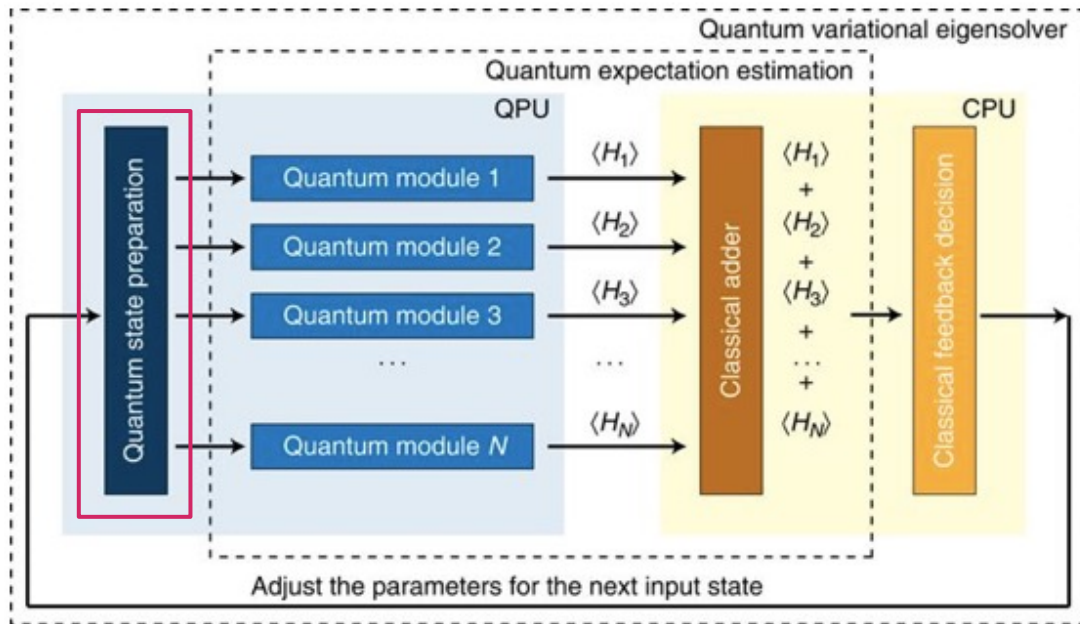 Quantum variational eigensolver
Quantum expectation estimation
QPU
CPU
Quantum state preparation
Quantum module 1
Quantum module 2
Quantum module 3
...
Quantum module N
⟨H₁⟩
⟨H₂⟩
⟨H₃⟩
...
⟨H_N⟩
Classical adder
⟨H₁⟩
+
⟨H₂⟩
+
⟨H₃⟩
+
...
+
⟨H_N⟩
Classical feedback decision
Adjust the parameters for the next input state